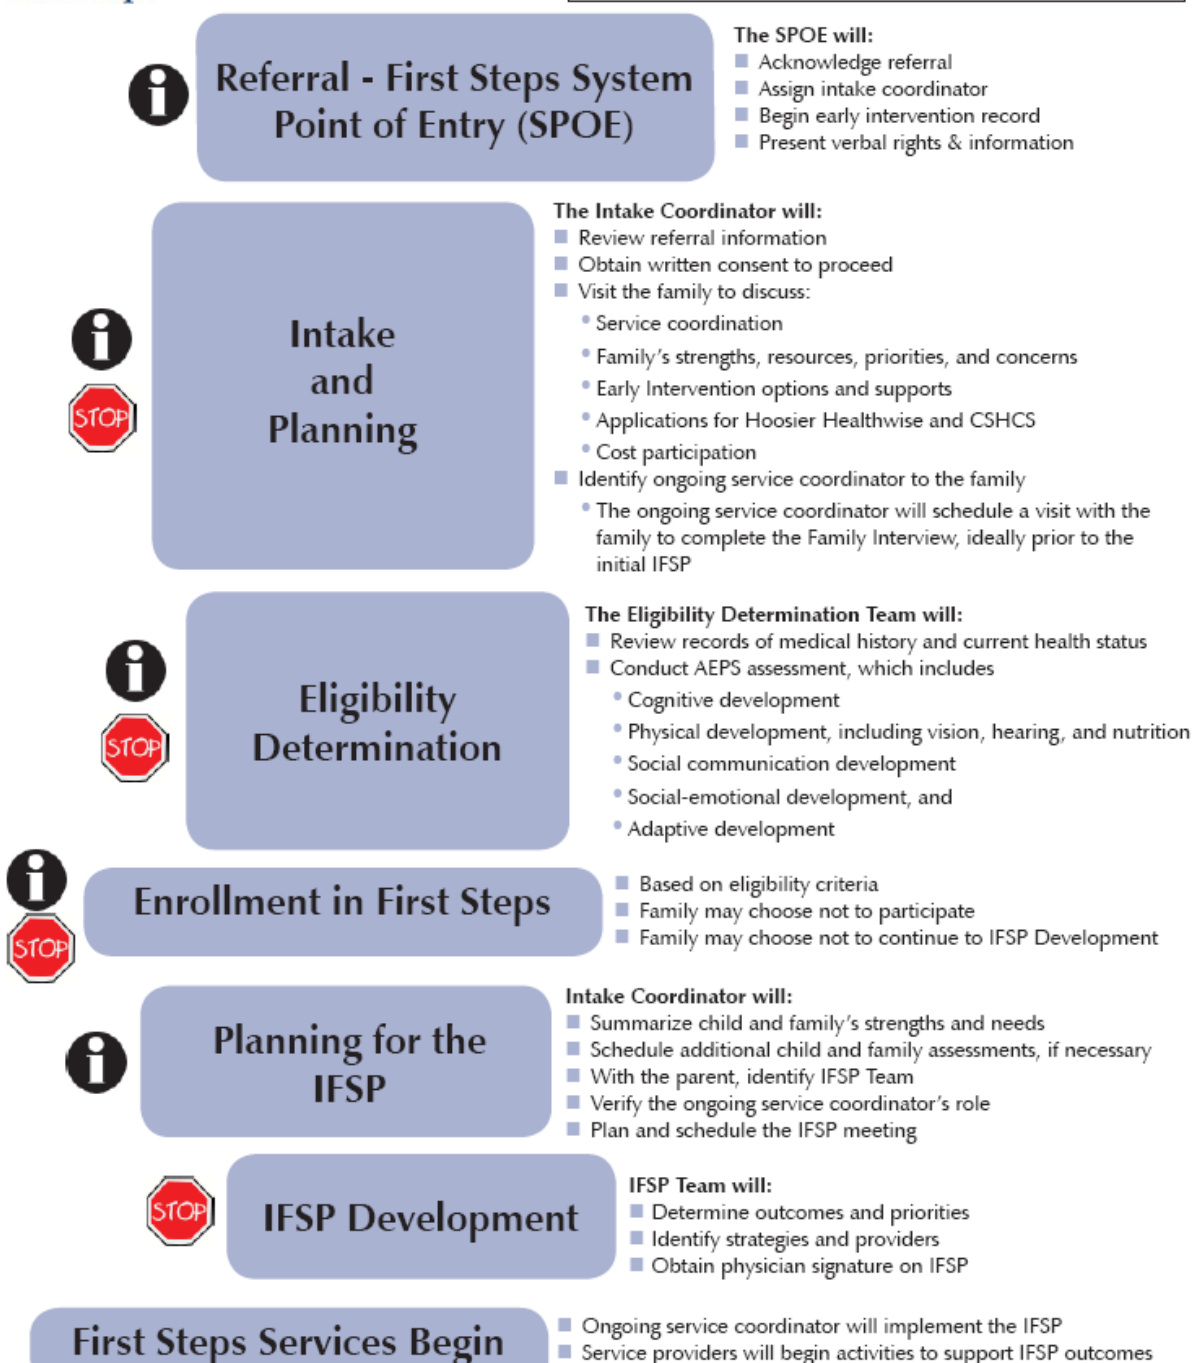 Referral - First Steps System
Point of Entry (SPOE)
The SPOE will:
Acknowledge referral
Assign intake coordinator
Begin early intervention record
Present verbal rights & information
Intake
and
Planning
STOP
The Intake Coordinator will:
Review referral information
Obtain written consent to proceed
Visit the family to discuss:
Service coordination
Family's strengths, resources, priorities, and concerns
Early Intervention options and supports
Applications for Hoosier Healthwise and CSHCS
Cost participation
Identify ongoing service coordinator to the family
The ongoing service coordinator will schedule a visit with the
family to complete the Family Interview, ideally prior to the
initial IFSP
Eligibility
Determination
STOP
The Eligibility Determination Team will:
Review records of medical history and current health status
Conduct AEPS assessment, which includes
Cognitive development
Physical development, including vision, hearing, and nutrition
Social communication development
Social-emotional development, and
Adaptive development
Enrollment in First Steps
STOP
Based on eligibility criteria
Family may choose not to participate
Family may choose not to continue to IFSP Development
Planning for the
IFSP
Intake Coordinator will:
Summarize child and family's strengths and needs
Schedule additional child and family assessments, if necessary
With the parent, identify IFSP Team
Verify the ongoing service coordinator's role
Plan and schedule the IFSP meeting
STOP
IFSP Development
IFSP Team will:
Determine outcomes and priorities
Identify strategies and providers
Obtain physician signature on IFSP
First Steps Services Begin
Ongoing service coordinator will implement the IFSP
Service providers will begin activities to support IFSP outcomes